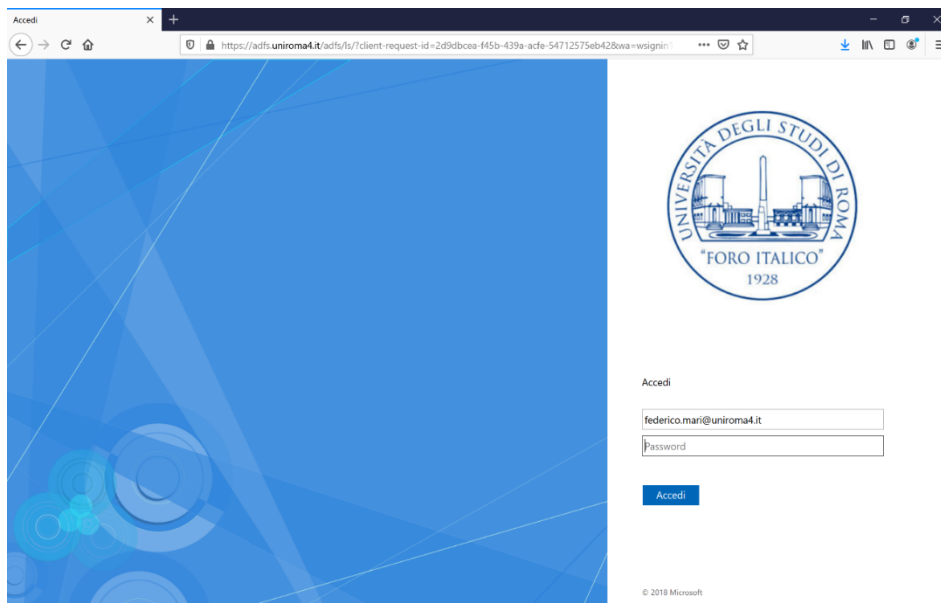 Accedi
https://adfs.uniroma4.it/adfs/ls/?client-request-id=2d9dbcea-f45b-439a-acfe-54712575eb42&wa=wsignin1
UNIVERSITÀ DEGLI STUDI DI ROMA
"FORO ITALICO"
1928
Accedi
federico.mari@uniroma4.it
Password
Accedi
© 2018 Microsoft